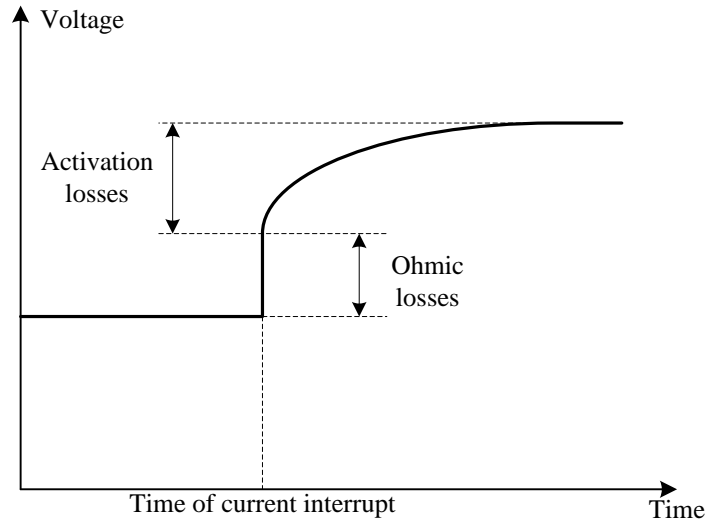 Voltage
Activation
losses
Ohmic
losses
Time of current interrupt
Time